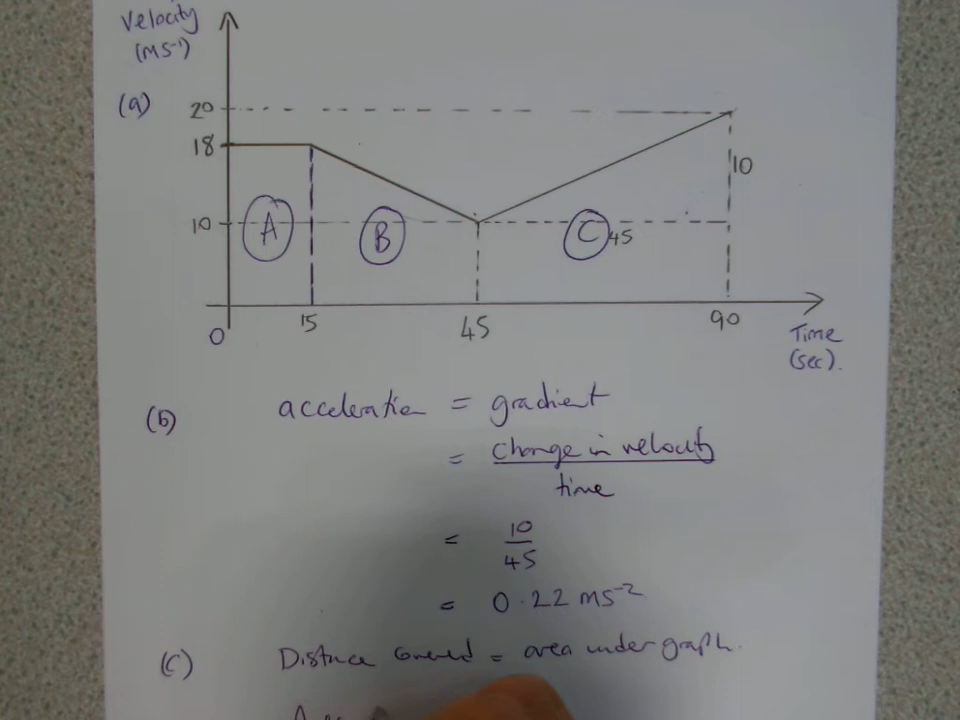 Velocity
(ms⁻¹)
(a)
20
18
10
10
A
B
C
45
0
15
45
90
Time
(sec).
(b) acceleration = gradient
= change in velocity
time
= 10
45
= 0.22 ms⁻²
(c) Distance covered = area under graph.